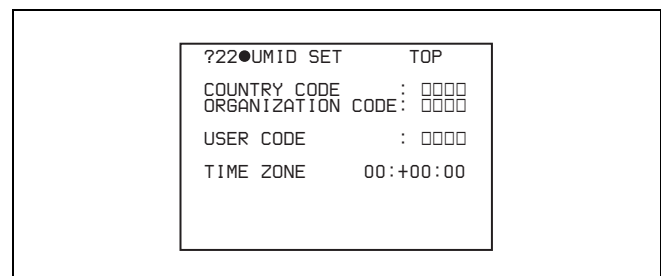 ?22●UMID SET TOP
COUNTRY CODE : □□□□
ORGANIZATION CODE: □□□□
USER CODE : □□□□
TIME ZONE 00:+00:00